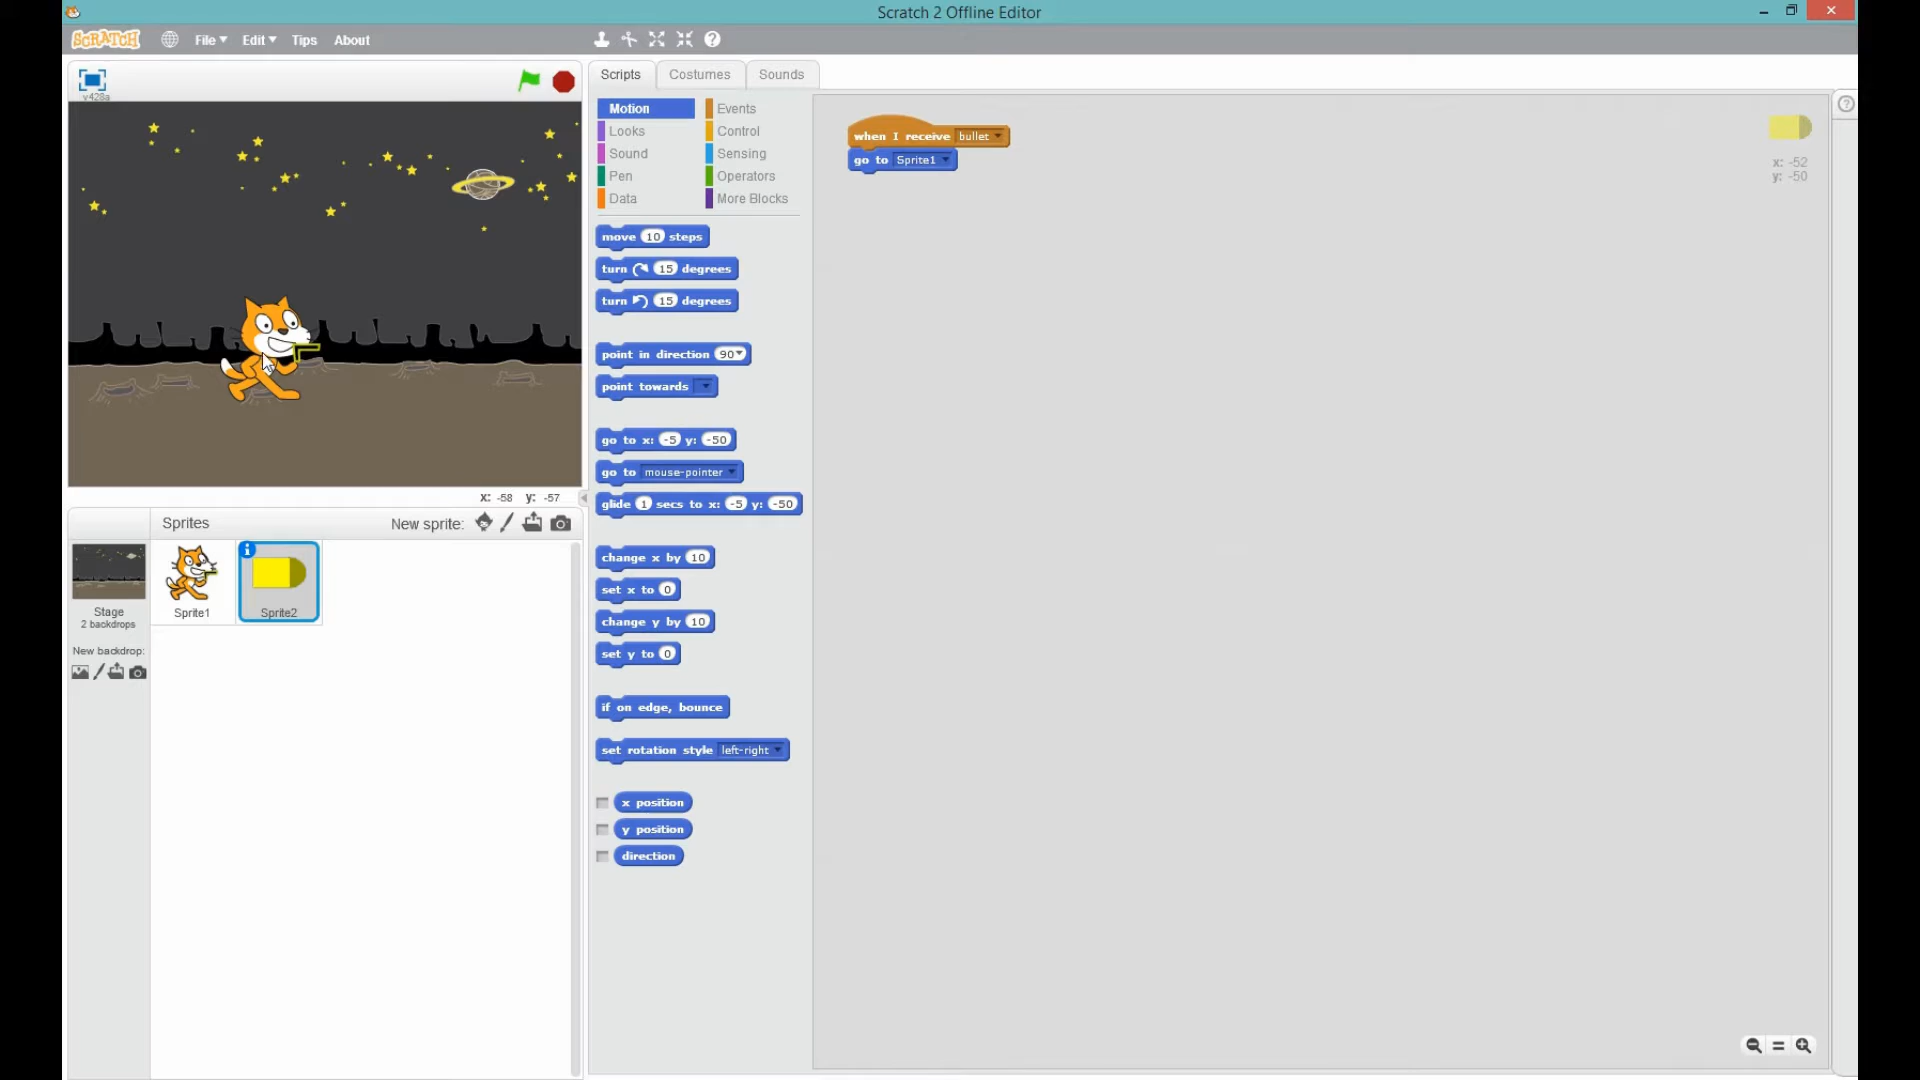 Scratch 2 Offline Editor
SCRATCH File Edit Tips About
v428a
Scripts Costumes Sounds
Motion Events
Looks Control
Sound Sensing
Pen Operators
Data More Blocks
when I receive bullet
go to Sprite1
x: -52
y: -50
move 10 steps
turn 15 degrees
turn 15 degrees
point in direction 90
point towards
go to x: -5 y: -50
go to mouse-pointer
glide 1 secs to x: -5 y: -50
change x by 10
set x to 0
change y by 10
set y to 0
if on edge, bounce
set rotation style left-right
x position
y position
direction
x: -58 y: -57
Sprites New sprite:
Stage
2 backdrops
New backdrop:
Sprite1
Sprite2